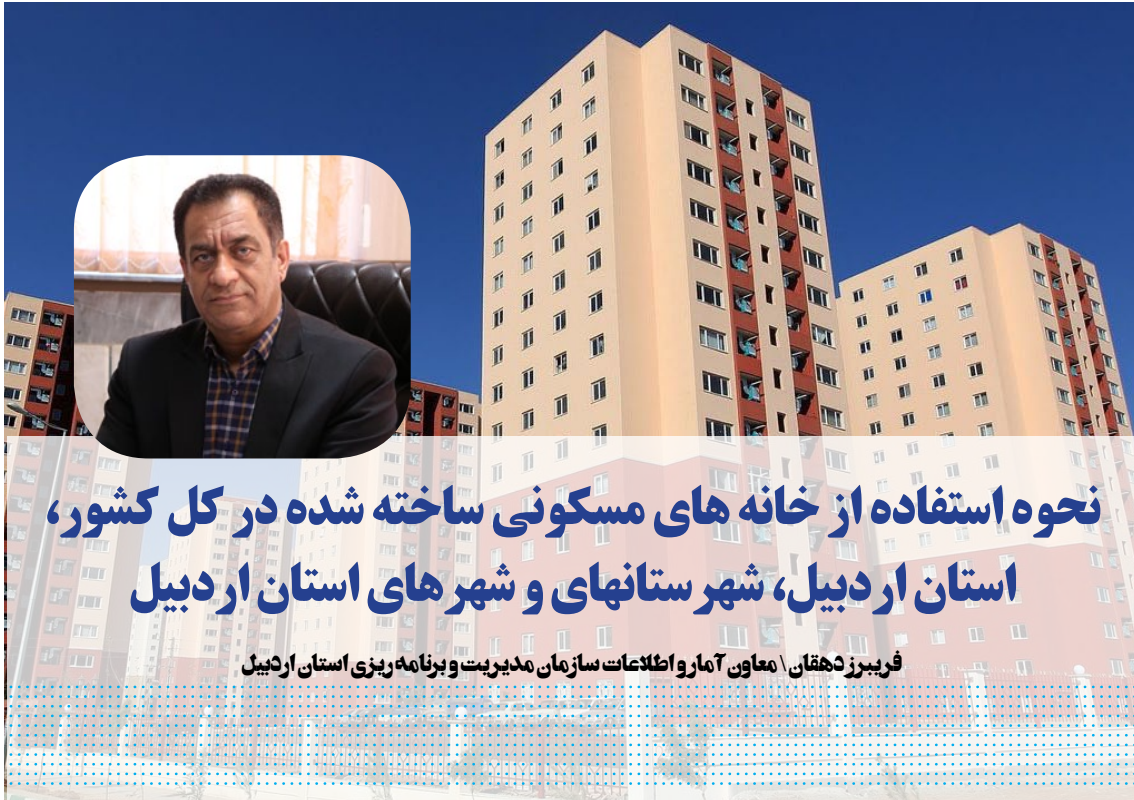 نحوه استفاده از خانه های مسکونی ساخته شده در کل کشور،
استان اردبیل، شهرستانهای و شهرهای استان اردبیل
فریبرز دهقان\ معاون آمار و اطلاعات سازمان مدیریت و برنامه ریزی استان اردبیل